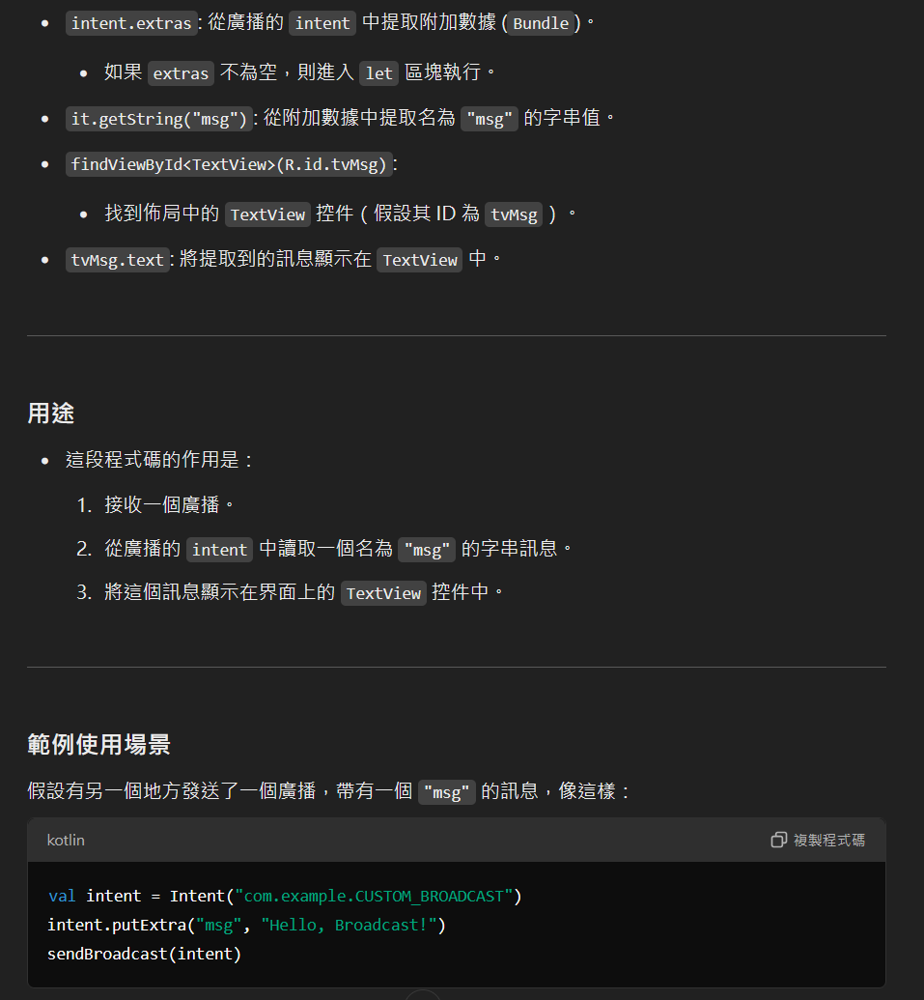 intent.extras: 從廣播的 intent 中提取附加數據 (Bundle)。
如果 extras 不為空，則進入 let 區塊執行。
it.getString("msg"): 從附加數據中提取名為 "msg" 的字串值。
findViewById<TextView>(R.id.tvMsg):
找到佈局中的 TextView 控件（假設其 ID 為 tvMsg）。
tvMsg.text: 將提取到的訊息顯示在 TextView 中。
用途
這段程式碼的作用是：
1. 接收一個廣播。
2. 從廣播的 intent 中讀取一個名為 "msg" 的字串訊息。
3. 將這個訊息顯示在界面上的 TextView 控件中。
範例使用場景
假設有另一個地方發送了一個廣播，帶有一個 "msg" 的訊息，像這樣：
kotlin 複製程式碼
val intent = Intent("com.example.CUSTOM_BROADCAST")
intent.putExtra("msg", "Hello, Broadcast!")
sendBroadcast(intent)